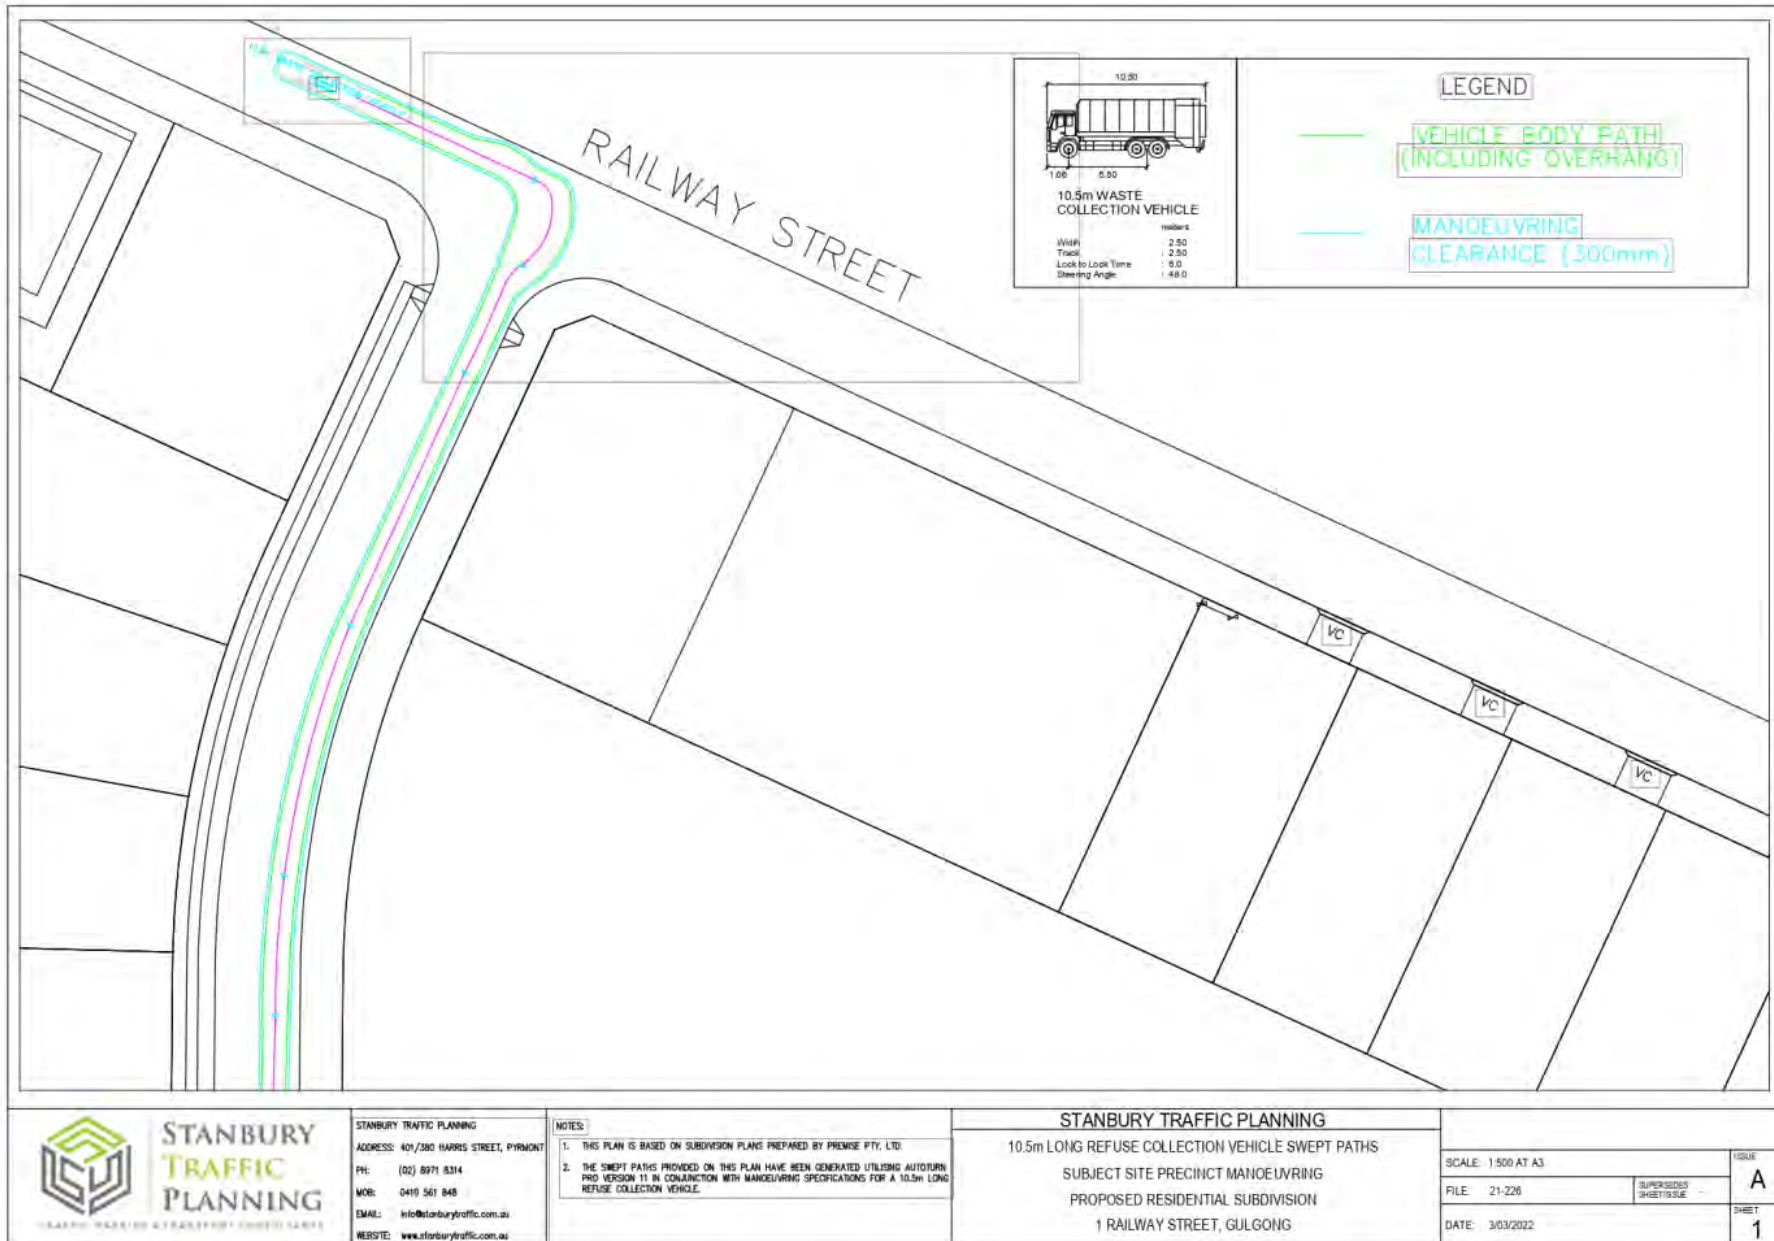 RAILWAY STREET
10.50
1.06
5.80
10.5m WASTE
COLLECTION VEHICLE
meters
Width : 2.50
Track : 2.50
Lock to Lock Time : 6.0
Steering Angle : 48.0
LEGEND
VEHICLE BODY PATH
(INCLUDING OVERHANG)
MANOEUVRING
CLEARANCE (300mm)
VC
VC
VC
STANBURY
TRAFFIC
PLANNING
TRAFFIC, PARKING & TRANSPORT CONSULTANTS
STANBURY TRAFFIC PLANNING
ADDRESS: 401/380 HARRIS STREET, PYRMONT
PH: (02) 8971 8314
MOB: 0410 561 848
EMAIL: info@stanburytraffic.com.au
WEBSITE: www.stanburytraffic.com.au
NOTES:
1. THIS PLAN IS BASED ON SUBDIVISION PLANS PREPARED BY PREMISE PTY. LTD
2. THE SWEPT PATHS PROVIDED ON THIS PLAN HAVE BEEN GENERATED UTILISING AUTOTURN
PRO VERSION 11 IN CONJUNCTION WITH MANOEUVRING SPECIFICATIONS FOR A 10.5m LONG
REFUSE COLLECTION VEHICLE.
STANBURY TRAFFIC PLANNING
10.5m LONG REFUSE COLLECTION VEHICLE SWEPT PATHS
SUBJECT SITE PRECINCT MANOEUVRING
PROPOSED RESIDENTIAL SUBDIVISION
1 RAILWAY STREET, GULGONG
SCALE: 1:500 AT A3
FILE: 21-226
SUPERSEDES
SHEET/ISSUE -
DATE: 3/03/2022
ISSUE
A
SHEET
1